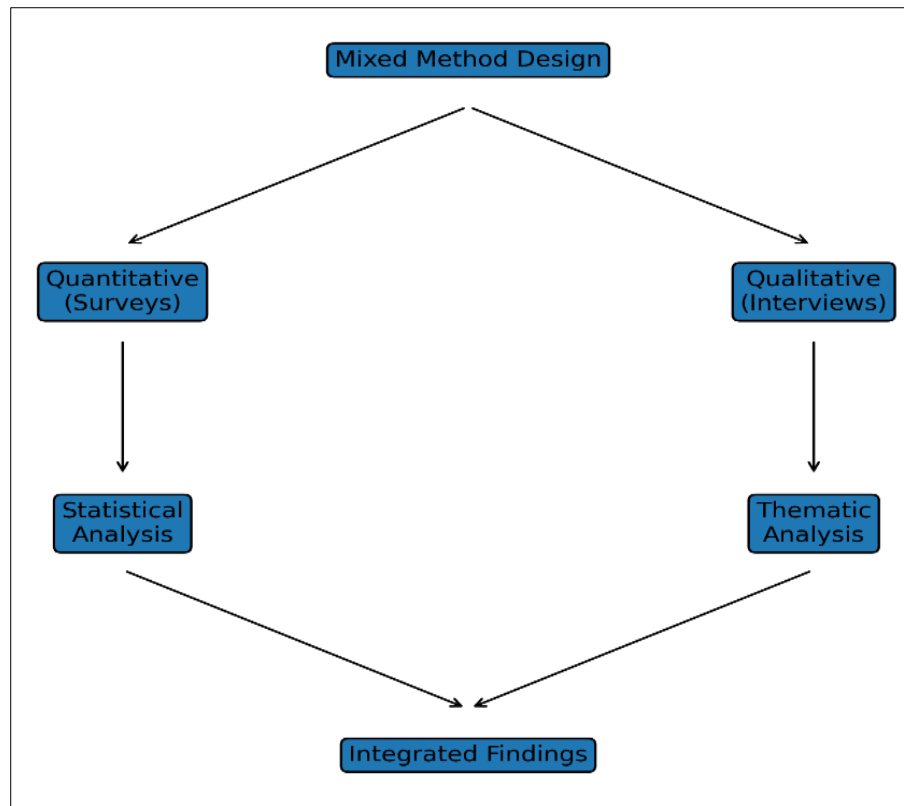 Mixed Method Design
Quantitative
(Surveys)
Qualitative
(Interviews)
Statistical
Analysis
Thematic
Analysis
Integrated Findings